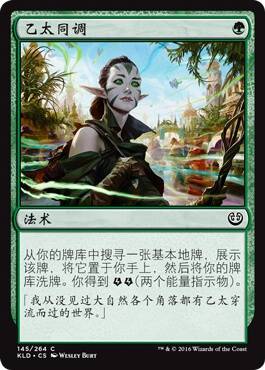 乙太同调
法术
从你的牌库中搜寻一张基本地牌，展示
该牌，将它置于你手上，然后将你的牌
库洗牌。你得到(两个能量指示物)。
「我从没见过大自然各个角落都有乙太穿
流而过的世界。」
145/264 C
KLD • CS Wesley Burt
™ & © 2016 Wizards of the Coast